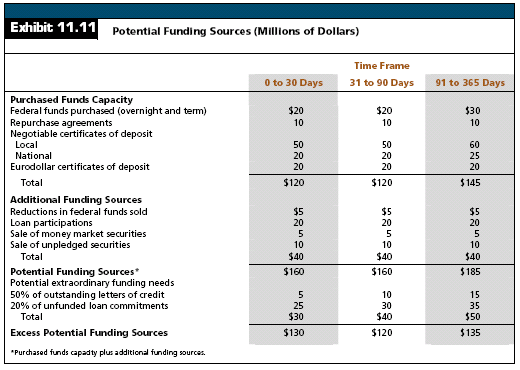 Exhibit 11.11 Potential Funding Sources (Millions of Dollars)
Time Frame
0 to 30 Days 31 to 90 Days 91 to 365 Days
Purchased Funds Capacity
Federal funds purchased (overnight and term) $20 $20 $30
Repurchase agreements 10 10 10
Negotiable certificates of deposit
Local 50 50 60
National 20 20 25
Eurodollar certificates of deposit 20 20 20
Total $120 $120 $145
Additional Funding Sources
Reductions in federal funds sold $5 $5 $5
Loan participations 20 20 20
Sale of money market securities 5 5 5
Sale of unpledged securities 10 10 10
Total $40 $40 $40
Potential Funding Sources* $160 $160 $185
Potential extraordinary funding needs
50% of outstanding letters of credit 5 10 15
20% of unfunded loan commitments 25 30 35
Total $30 $40 $50
Excess Potential Funding Sources $130 $120 $135
*Purchased funds capacity plus additional funding sources.